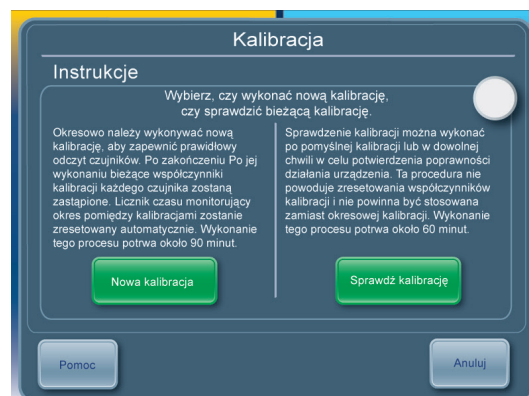 Kalibracja
Instrukcje
Wybierz, czy wykonać nową kalibrację,
czy sprawdzić bieżącą kalibrację.
Okresowo należy wykonywać nową
kalibrację, aby zapewnić prawidłowy
odczyt czujników. Po zakończeniu Po jej
wykonaniu bieżące współczynniki
kalibracji każdego czujnika zostaną
zastąpione. Licznik czasu monitorujący
okres pomiędzy kalibracjami zostanie
zresetowany automatycznie. Wykonanie
tego procesu potrwa około 90 minut.
Sprawdzenie kalibracji można wykonać
po pomyślnej kalibracji lub w dowolnej
chwili w celu potwierdzenia poprawności
działania urządzenia. Ta procedura nie
powoduje zresetowania współczynników
kalibracji i nie powinna być stosowana
zamiast okresowej kalibracji. Wykonanie
tego procesu potrwa około 60 minut.
Nowa kalibracja
Sprawdź kalibrację
Pomoc
Anuluj